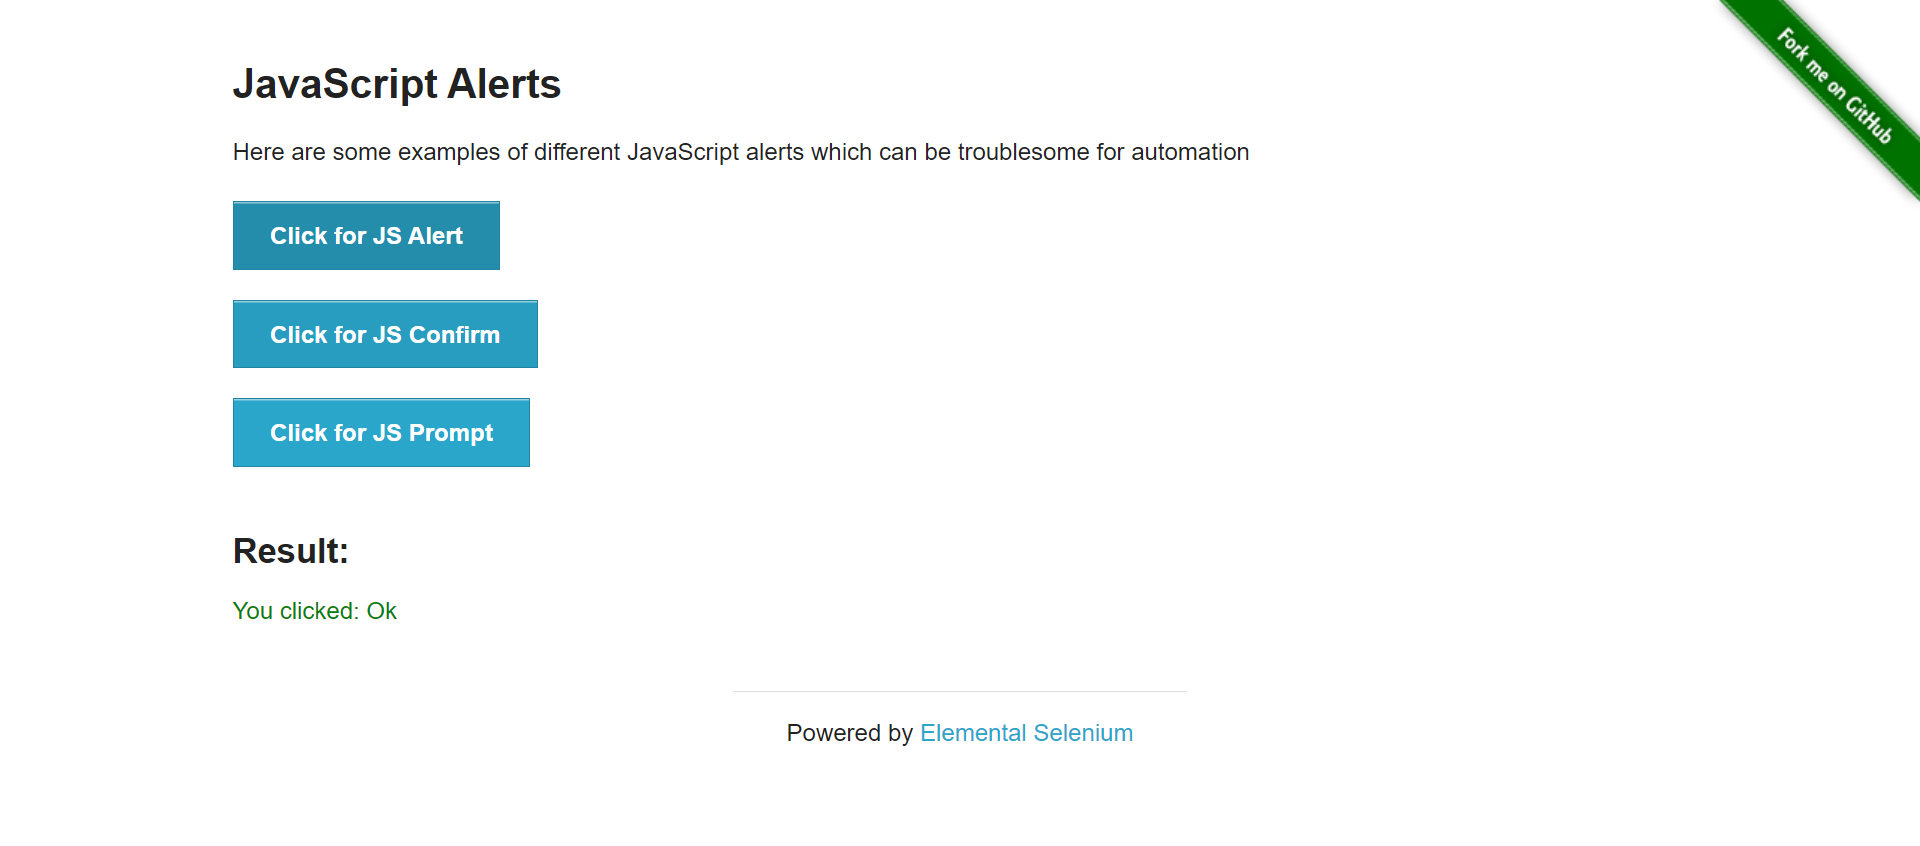 Fork me on GitHub
JavaScript Alerts
Here are some examples of different JavaScript alerts which can be troublesome for automation
Click for JS Alert
Click for JS Confirm
Click for JS Prompt
Result:
You clicked: Ok
Powered by Elemental Selenium